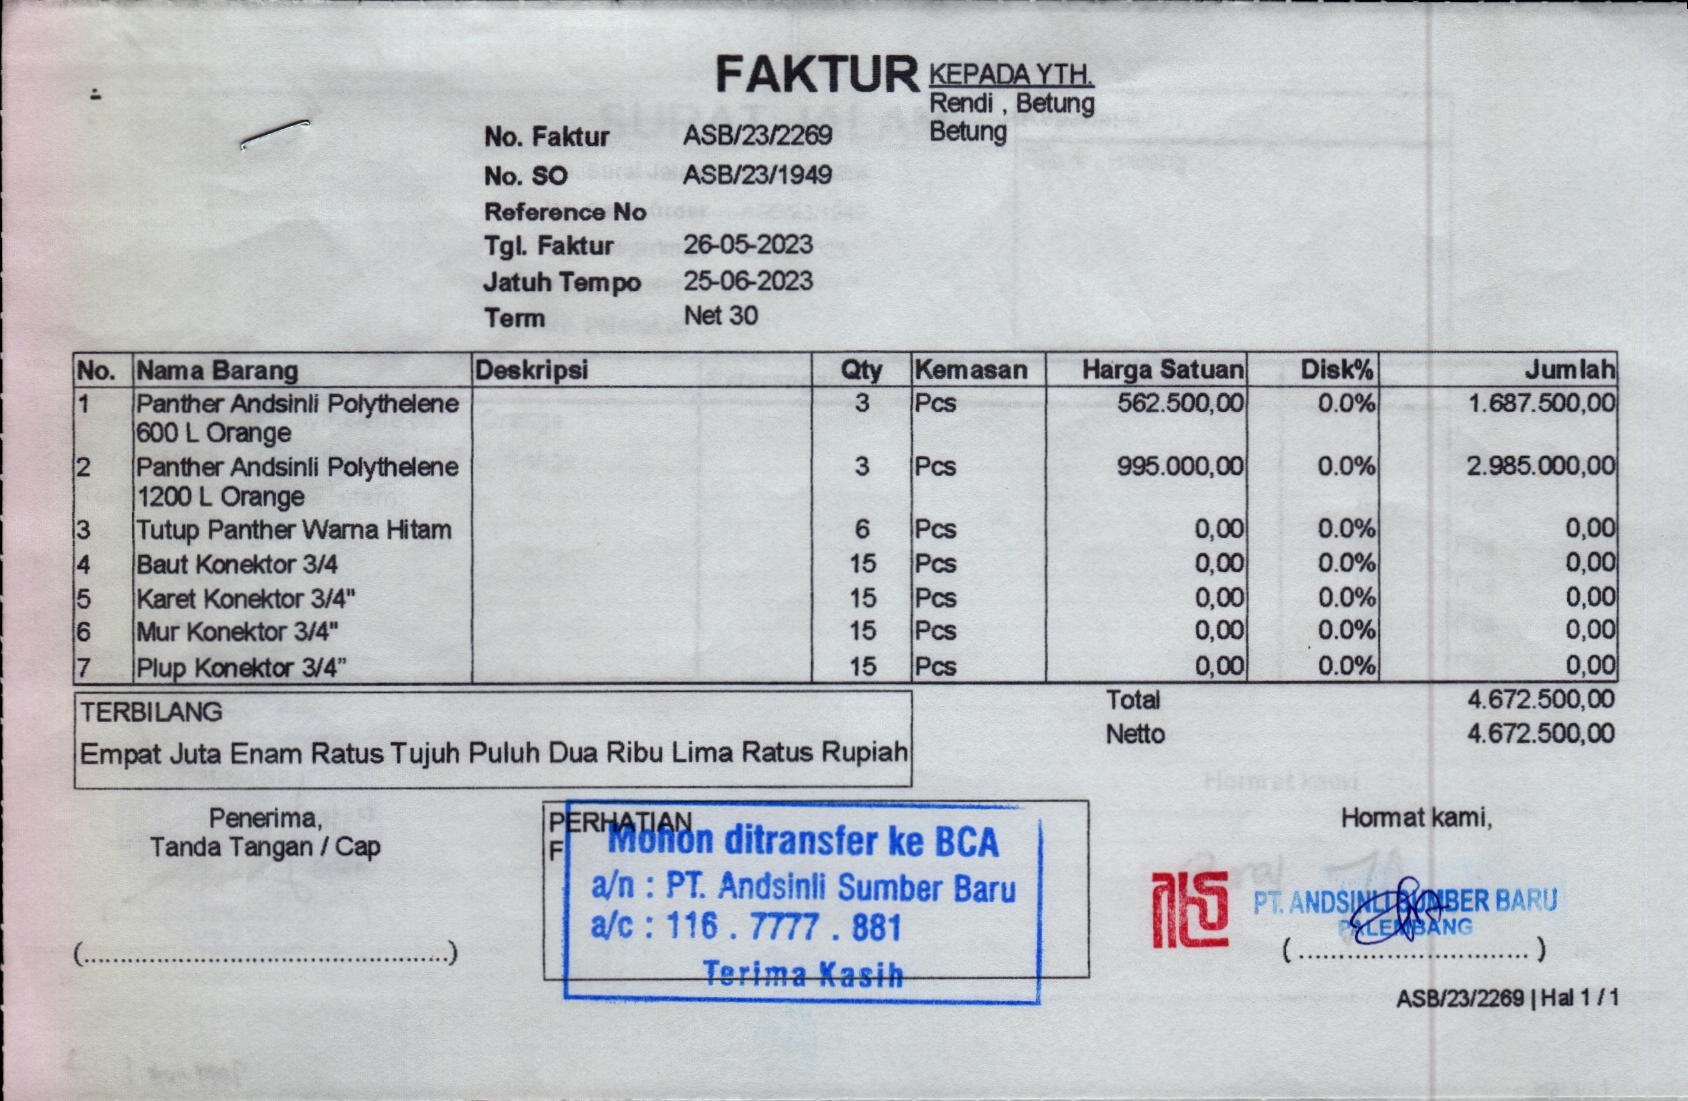 FAKTUR
KEPADA YTH.
Rendi , Betung
Betung
No. Faktur ASB/23/2269
No. SO ASB/23/1949
Reference No
Tgl. Faktur 26-05-2023
Jatuh Tempo 25-06-2023
Term Net 30
No. Nama Barang Deskripsi Qty Kemasan Harga Satuan Disk% Jumlah
1 Panther Andsinli Polythelene 3 Pcs 562.500,00 0.0% 1.687.500,00
600 L Orange
2 Panther Andsinli Polythelene 3 Pcs 995.000,00 0.0% 2.985.000,00
1200 L Orange
3 Tutup Panther Warna Hitam 6 Pcs 0,00 0.0% 0,00
4 Baut Konektor 3/4 15 Pcs 0,00 0.0% 0,00
5 Karet Konektor 3/4" 15 Pcs 0,00 0.0% 0,00
6 Mur Konektor 3/4" 15 Pcs 0,00 0.0% 0,00
7 Plup Konektor 3/4” 15 Pcs 0,00 0.0% 0,00
Total 4.672.500,00
Netto 4.672.500,00
TERBILANG
Empat Juta Enam Ratus Tujuh Puluh Dua Ribu Lima Ratus Rupiah
Penerima,
Tanda Tangan / Cap
(................................................)
PERHATIAN
F
Mohon ditransfer ke BCA
a/n : PT. Andsinli Sumber Baru
a/c : 116 . 7777 . 881
Terima Kasih
Hormat kami,
PT. ANDSINLI SUMBER BARU
PALEMBANG
( .............................. )
ASB/23/2269 | Hal 1 / 1